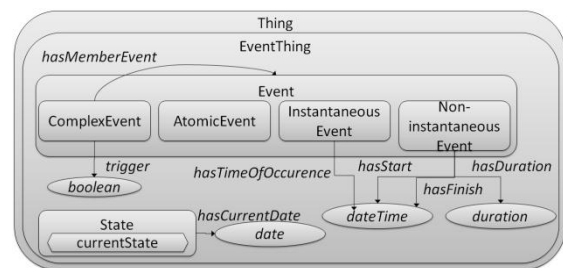 Thing
EventThing
hasMemberEvent
Event
ComplexEvent
AtomicEvent
Instantaneous
Event
Non-
instantaneous
Event
trigger
hasTimeOfOccurence
hasStart
hasDuration
boolean
hasFinish
State
currentState
hasCurrentDate
date
dateTime
duration